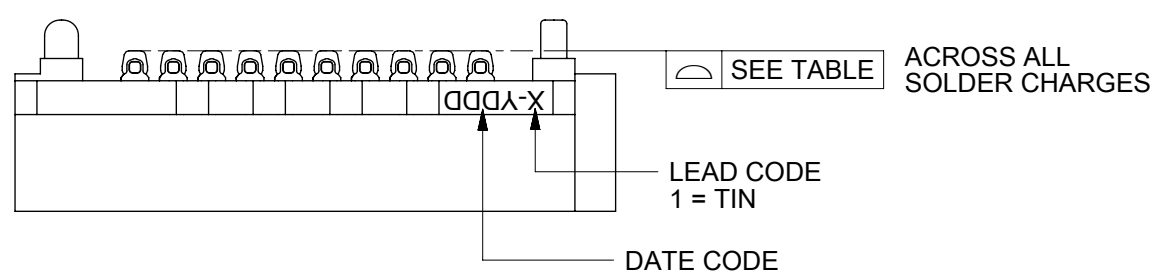 SEE TABLE
ACROSS ALL
SOLDER CHARGES
X-YDDD
LEAD CODE
1 = TIN
DATE CODE